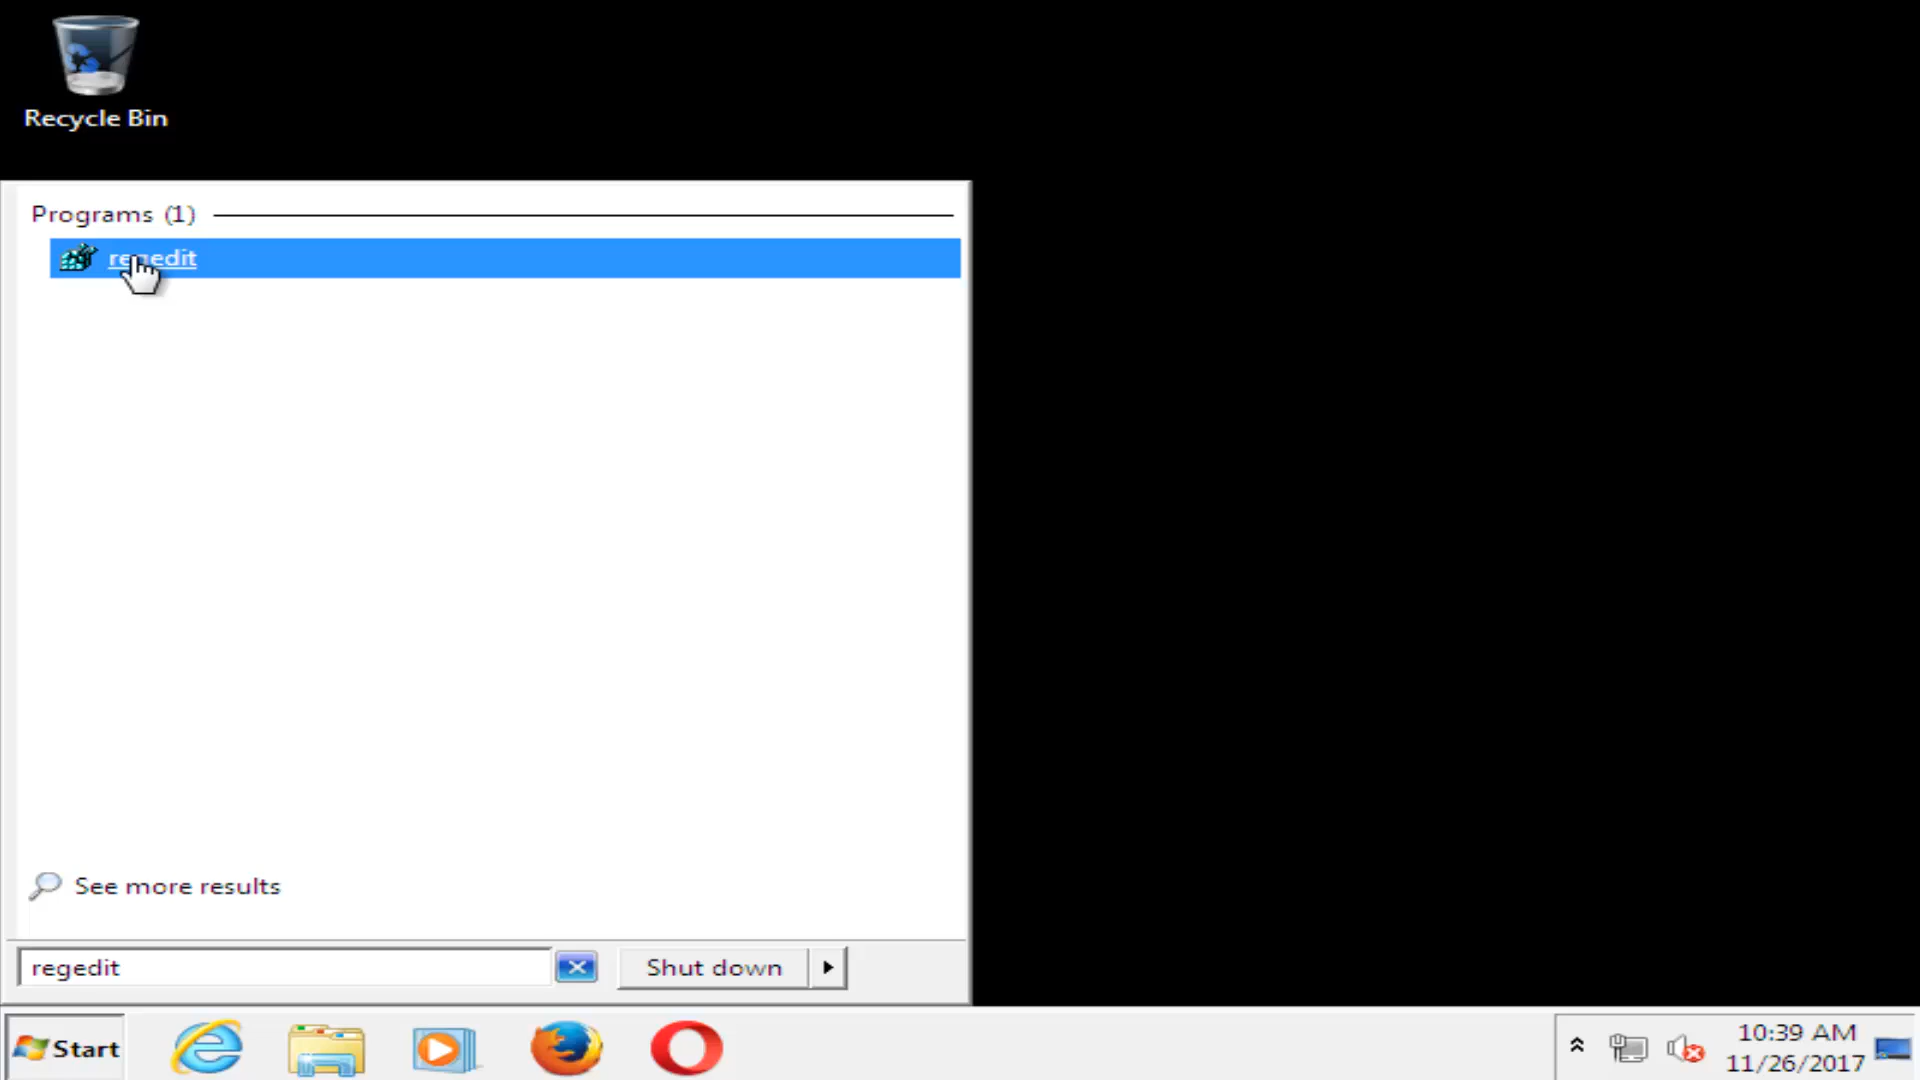 Recycle Bin
Programs (1)
regedit
See more results
regedit
Shut down
Start
10:39 AM
11/26/2017